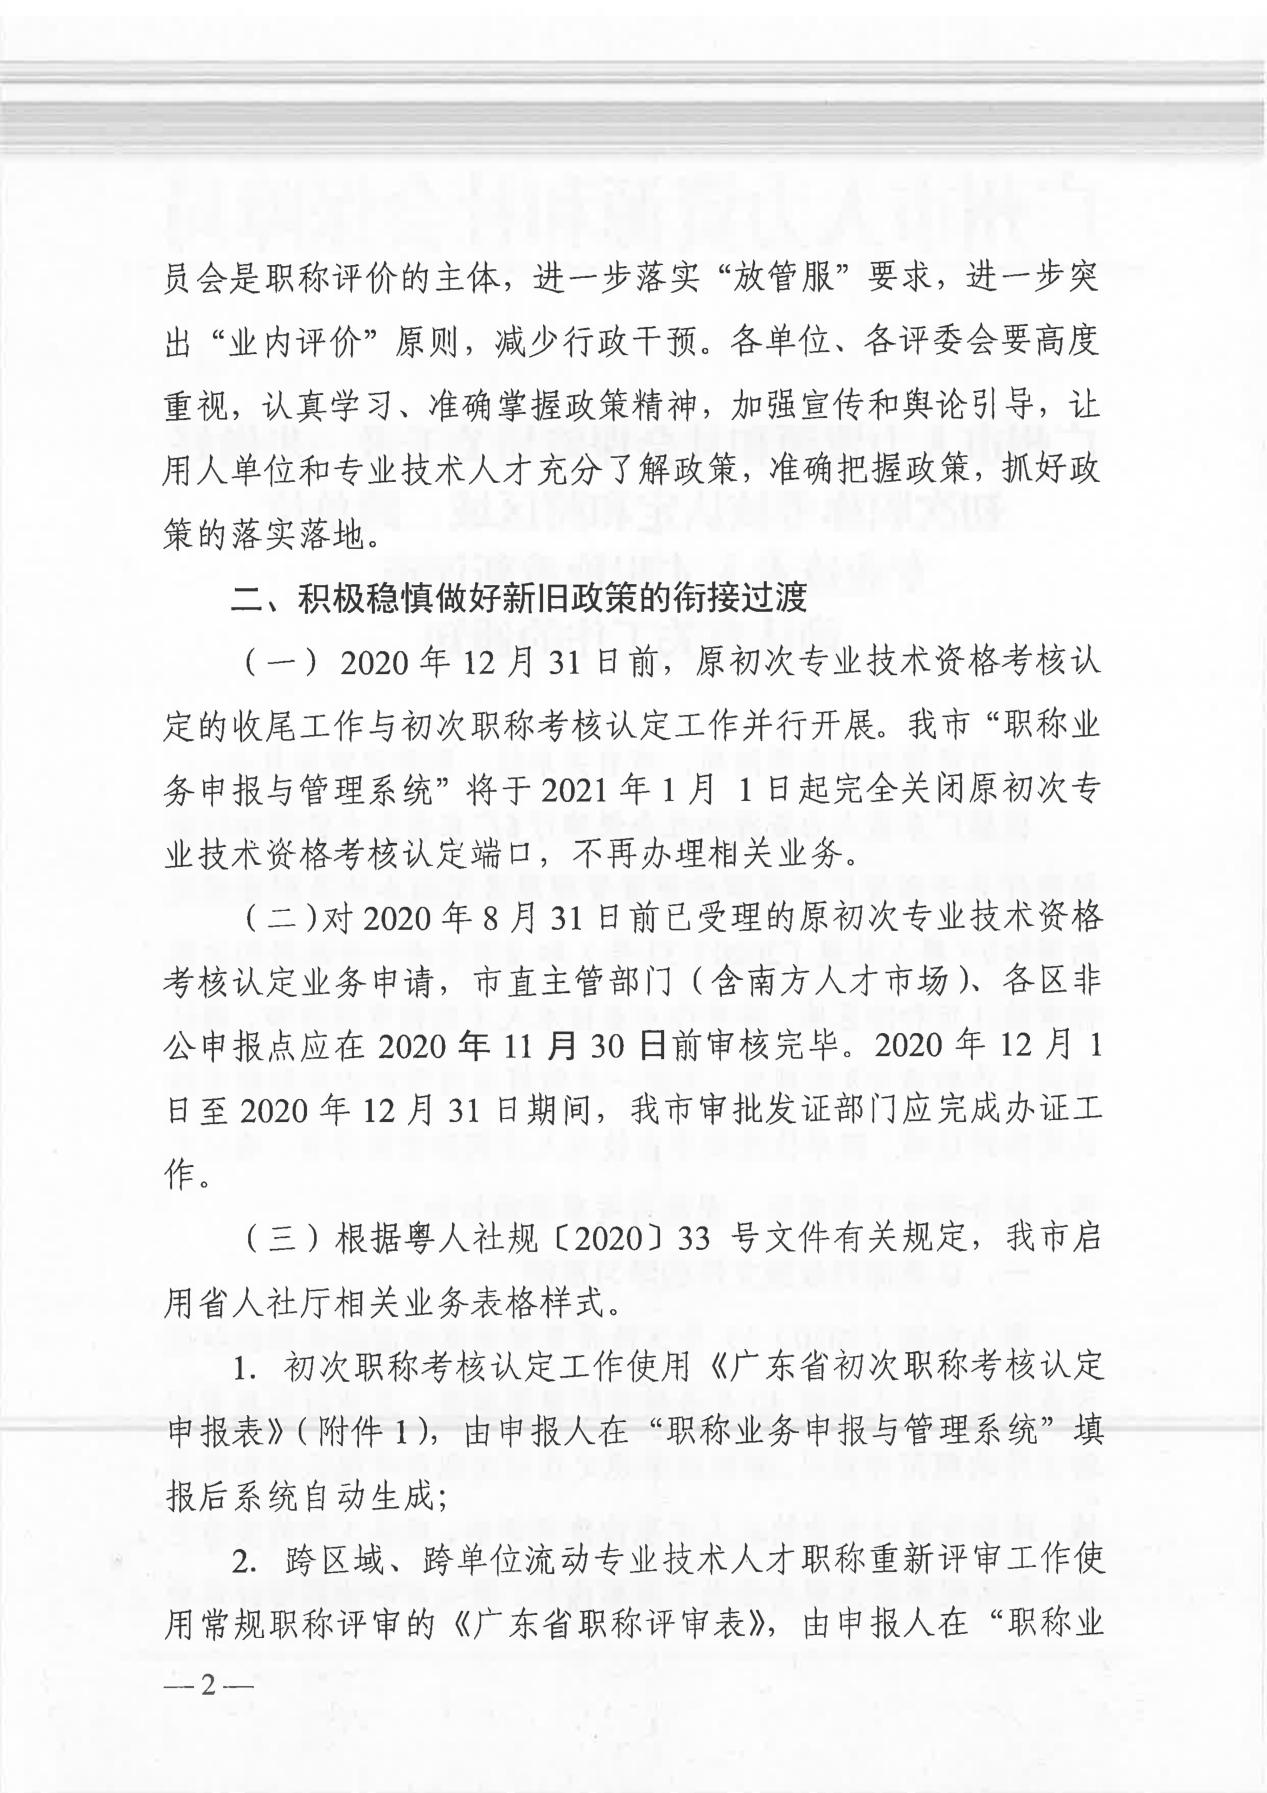 员会是职称评价的主体，进一步落实“放管服”要求，进一步突
出“业内评价”原则，减少行政干预。各单位、各评委会要高度
重视，认真学习、准确掌握政策精神，加强宣传和舆论引导，让
用人单位和专业技术人才充分了解政策，准确把握政策，抓好政
策的落实落地。
二、积极稳慎做好新旧政策的衔接过渡
（一）2020 年 12 月 31 日前，原初次专业技术资格考核认
定的收尾工作与初次职称考核认定工作并行开展。我市“职称业
务申报与管理系统”将于 2021 年 1 月 1 日起完全关闭原初次专
业技术资格考核认定端口，不再办理相关业务。
（二）对 2020 年 8 月 31 日前已受理的原初次专业技术资格
考核认定业务申请，市直主管部门（含南方人才市场）、各区非
公申报点应在 2020 年 11 月 30 日前审核完毕。2020 年 12 月 1
日至 2020 年 12 月 31 日期间，我市审批发证部门应完成办证工
作。
（三）根据粤人社规〔2020〕33 号文件有关规定，我市启
用省人社厅相关业务表格样式。
1. 初次职称考核认定工作使用《广东省初次职称考核认定
申报表》（附件 1），由申报人在“职称业务申报与管理系统”填
报后系统自动生成；
2. 跨区域、跨单位流动专业技术人才职称重新评审工作使
用常规职称评审的《广东省职称评审表》，由申报人在“职称业
— 2 —